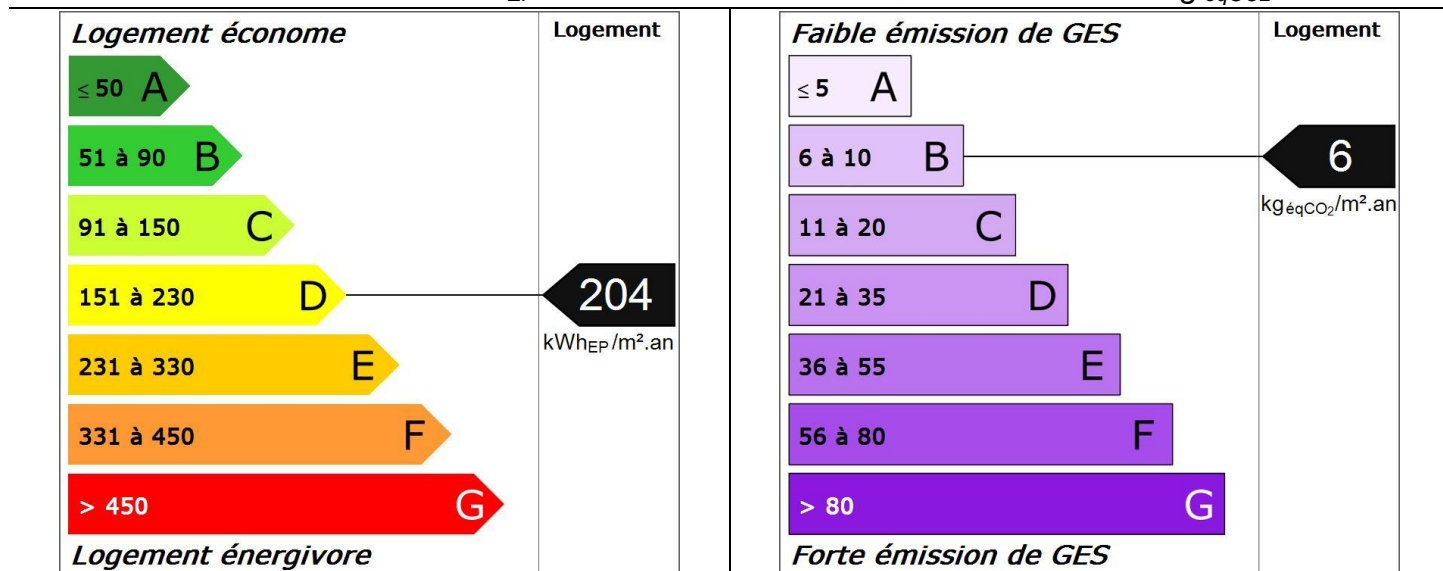 Logement économe Logement
≤ 50 A
51 à 90 B
91 à 150 C
151 à 230 D 204
kWhEP/m².an
231 à 330 E
331 à 450 F
> 450 G
Logement énergivore
Faible émission de GES Logement
≤ 5 A
6 à 10 B 6
kgéqCO₂/m².an
11 à 20 C
21 à 35 D
36 à 55 E
56 à 80 F
> 80 G
Forte émission de GES